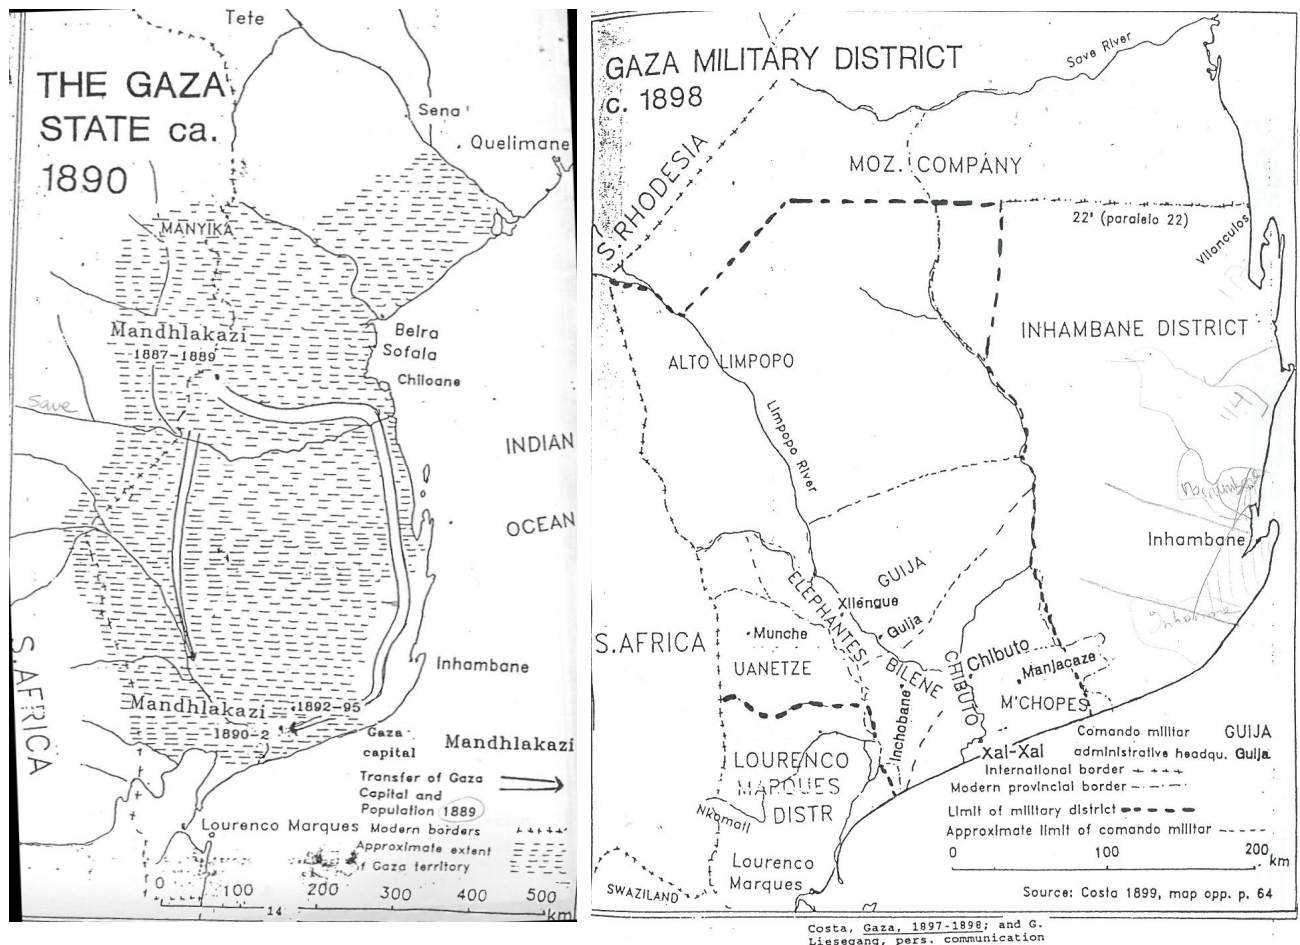 Tete
THE GAZA
STATE ca.
1890
Sena
Quelimane
MANYIKA
Mandhlakazi
1887-1889
Beira
Sofala
Chiloane
Save
INDIAN
OCEAN
S. AFRICA
Inhambane
Mandhlakazi
1892-95
1890-2
Gaza
capital
Mandhlakazi
Transfer of Gaza
Capital and
Population 1889
Lourenco Marques
Modern borders
Approximate extent
f Gaza territory
0 100 200 300 400 500
km
14
GAZA MILITARY DISTRICT
c. 1898
Save River
S. RHODESIA
MOZ. COMPANY
22' (paralelo 22)
Vilanculos
INHAMBANE DISTRICT
ALTO LIMPOPO
Limpopo River
114
Inhambane
GUIJA
ELEPHANTES
Xilengue
Guija
S.AFRICA
Munche
UANETZE
BILENE
CHIBUTO
Chibuto
Manjacaze
M'CHOPES
Inchobane
Xai-Xai
LOURENCO
MARQUES
DISTR
Nkomati
Lourenco
Marques
SWAZILAND
Comando militar GUIJA
administrative headqu. Guija
International border
Modern provincial border
Limit of military district
Approximate limit of comando militar
0 100 200 km
Source: Costa 1899, map opp. p. 64
Costa, Gaza, 1897-1898; and G.
Liesegang, pers. communication